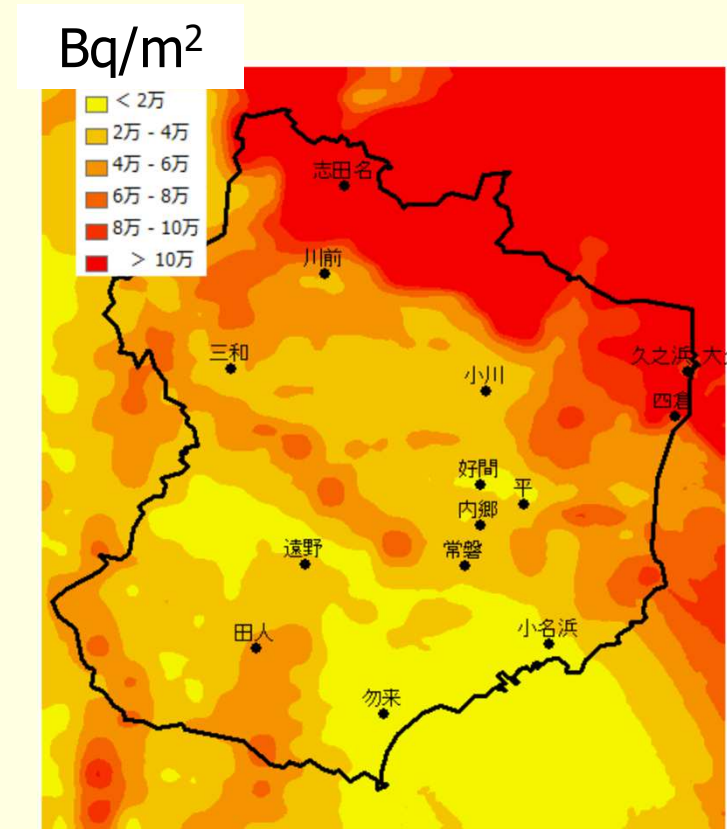 Bq/m²
< 2万
2万 - 4万
4万 - 6万
6万 - 8万
8万 - 10万
> 10万
志田名
川前
三和
小川
久之浜・大
四倉
好間
平
内郷
遠野
常磐
田人
小名浜
勿来